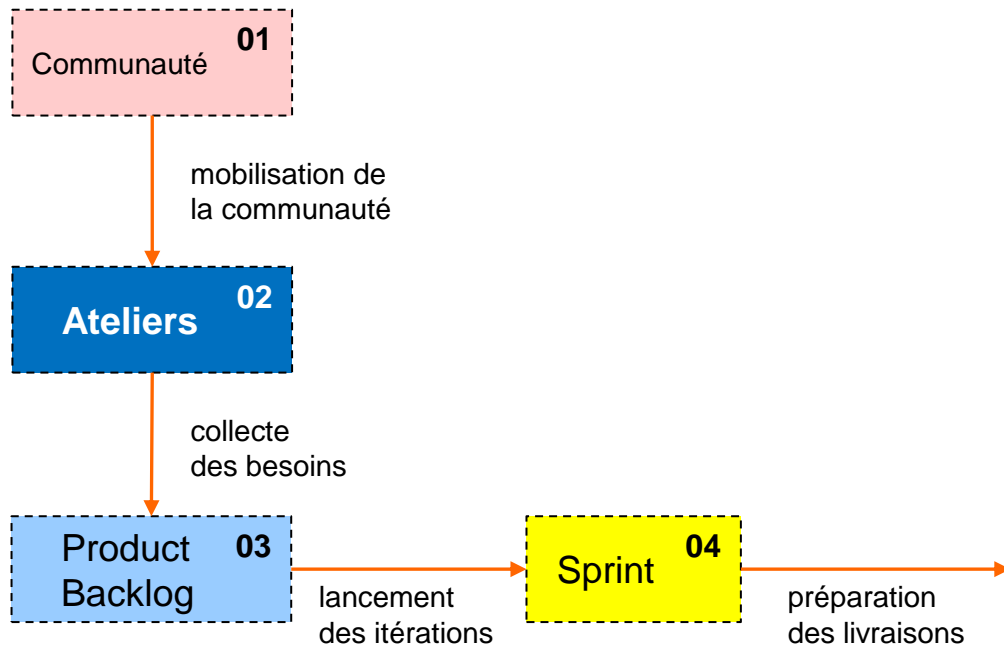 01
Communauté
mobilisation de
la communauté
02
Ateliers
collecte
des besoins
Product
03
Backlog
04
Sprint
lancement
des itérations
préparation
des livraisons